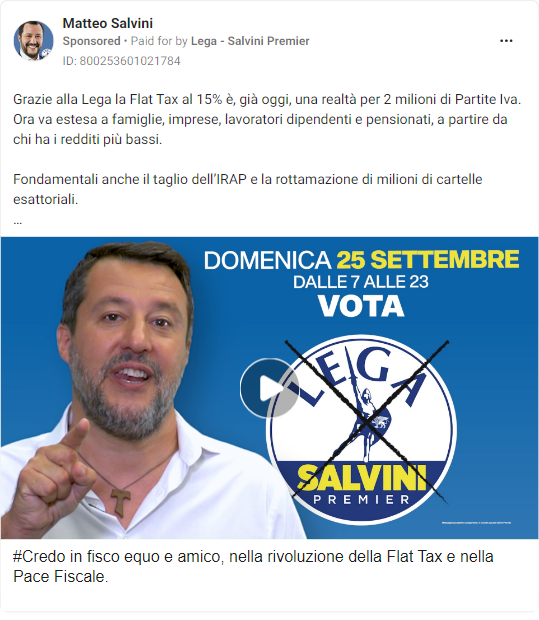 Matteo Salvini
Sponsored • Paid for by Lega - Salvini Premier
ID: 800253601021784
Grazie alla Lega la Flat Tax al 15% è, già oggi, una realtà per 2 milioni di Partite Iva.
Ora va estesa a famiglie, imprese, lavoratori dipendenti e pensionati, a partire da
chi ha i redditi più bassi.
Fondamentali anche il taglio dell'IRAP e la rottamazione di milioni di cartelle
esattoriali.
...
DOMENICA 25 SETTEMBRE
DALLE 7 ALLE 23
VOTA
LEGA
SALVINI
PREMIER
#Credo in fisco equo e amico, nella rivoluzione della Flat Tax e nella
Pace Fiscale.